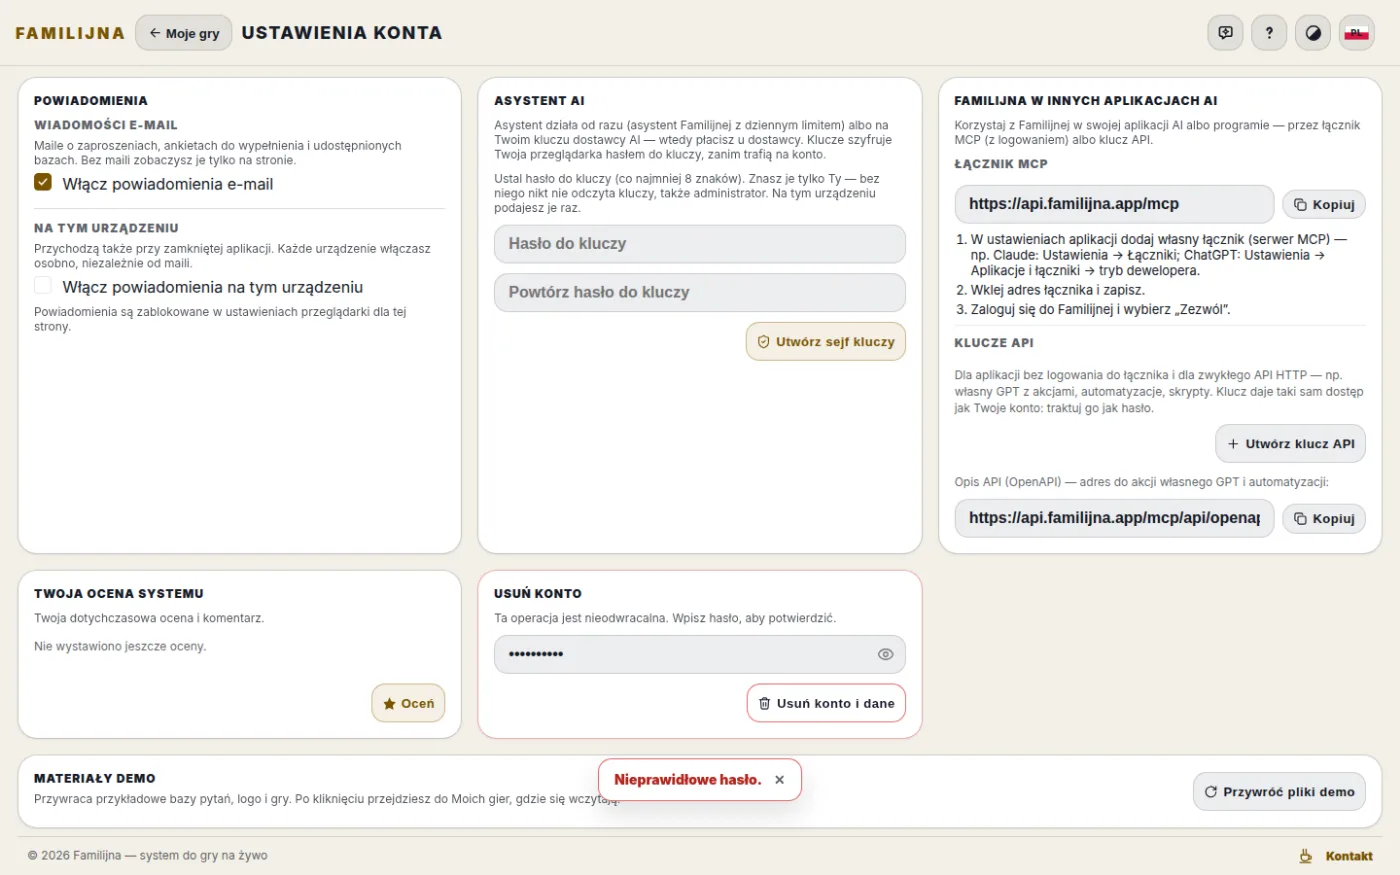 FAMILIJNA
← Moje gry
USTAWIENIA KONTA
?
PL
POWIADOMIENIA
WIADOMOŚCI E-MAIL
Maile o zaproszeniach, ankietach do wypełnienia i udostępnionych
bazach. Bez maili zobaczysz je tylko na stronie.
Włącz powiadomienia e-mail
NA TYM URZĄDZENIU
Przychodzą także przy zamkniętej aplikacji. Każde urządzenie włączasz
osobno, niezależnie od maili.
Włącz powiadomienia na tym urządzeniu
Powiadomienia są zablokowane w ustawieniach przeglądarki dla tej
strony.
ASYSTENT AI
Asystent działa od razu (asystent Familijnej z dziennym limitem) albo na
Twoim kluczu dostawcy AI — wtedy płacisz u dostawcy. Klucze szyfruje
Twoja przeglądarka hasłem do kluczy, zanim trafią na konto.
Ustal hasło do kluczy (co najmniej 8 znaków). Znasz je tylko Ty — bez
niego nikt nie odczyta kluczy, także administrator. Na tym urządzeniu
podajesz je raz.
Hasło do kluczy
Powtórz hasło do kluczy
Utwórz sejf kluczy
FAMILIJNA W INNYCH APLIKACJACH AI
Korzystaj z Familijnej w swojej aplikacji AI albo programie — przez łącznik
MCP (z logowaniem) albo klucz API.
ŁĄCZNIK MCP
https://api.familijna.app/mcp
Kopiuj
1. W ustawieniach aplikacji dodaj własny łącznik (serwer MCP) —
np. Claude: Ustawienia → Łączniki; ChatGPT: Ustawienia →
Aplikacje i łączniki → tryb dewelopera.
2. Wklej adres łącznika i zapisz.
3. Zaloguj się do Familijnej i wybierz „Zezwól”.
KLUCZE API
Dla aplikacji bez logowania do łącznika i dla zwykłego API HTTP — np.
własny GPT z akcjami, automatyzacje, skrypty. Klucz daje taki sam dostęp
jak Twoje konto: traktuj go jak hasło.
+ Utwórz klucz API
Opis API (OpenAPI) — adres do akcji własnego GPT i automatyzacji:
https://api.familijna.app/mcp/api/openap
Kopiuj
TWOJA OCENA SYSTEMU
Twoja dotychczasowa ocena i komentarz.
Nie wystawiono jeszcze oceny.
Oceń
USUŃ KONTO
Ta operacja jest nieodwracalna. Wpisz hasło, aby potwierdzić.
••••••••••
Usuń konto i dane
MATERIAŁY DEMO
Przywraca przykładowe bazy pytań, logo i gry. Po kliknięciu przejdziesz do Moich gier, gdzie się wczytają.
Przywróć pliki demo
Nieprawidłowe hasło. ✕
© 2026 Familijna — system do gry na żywo
Kontakt